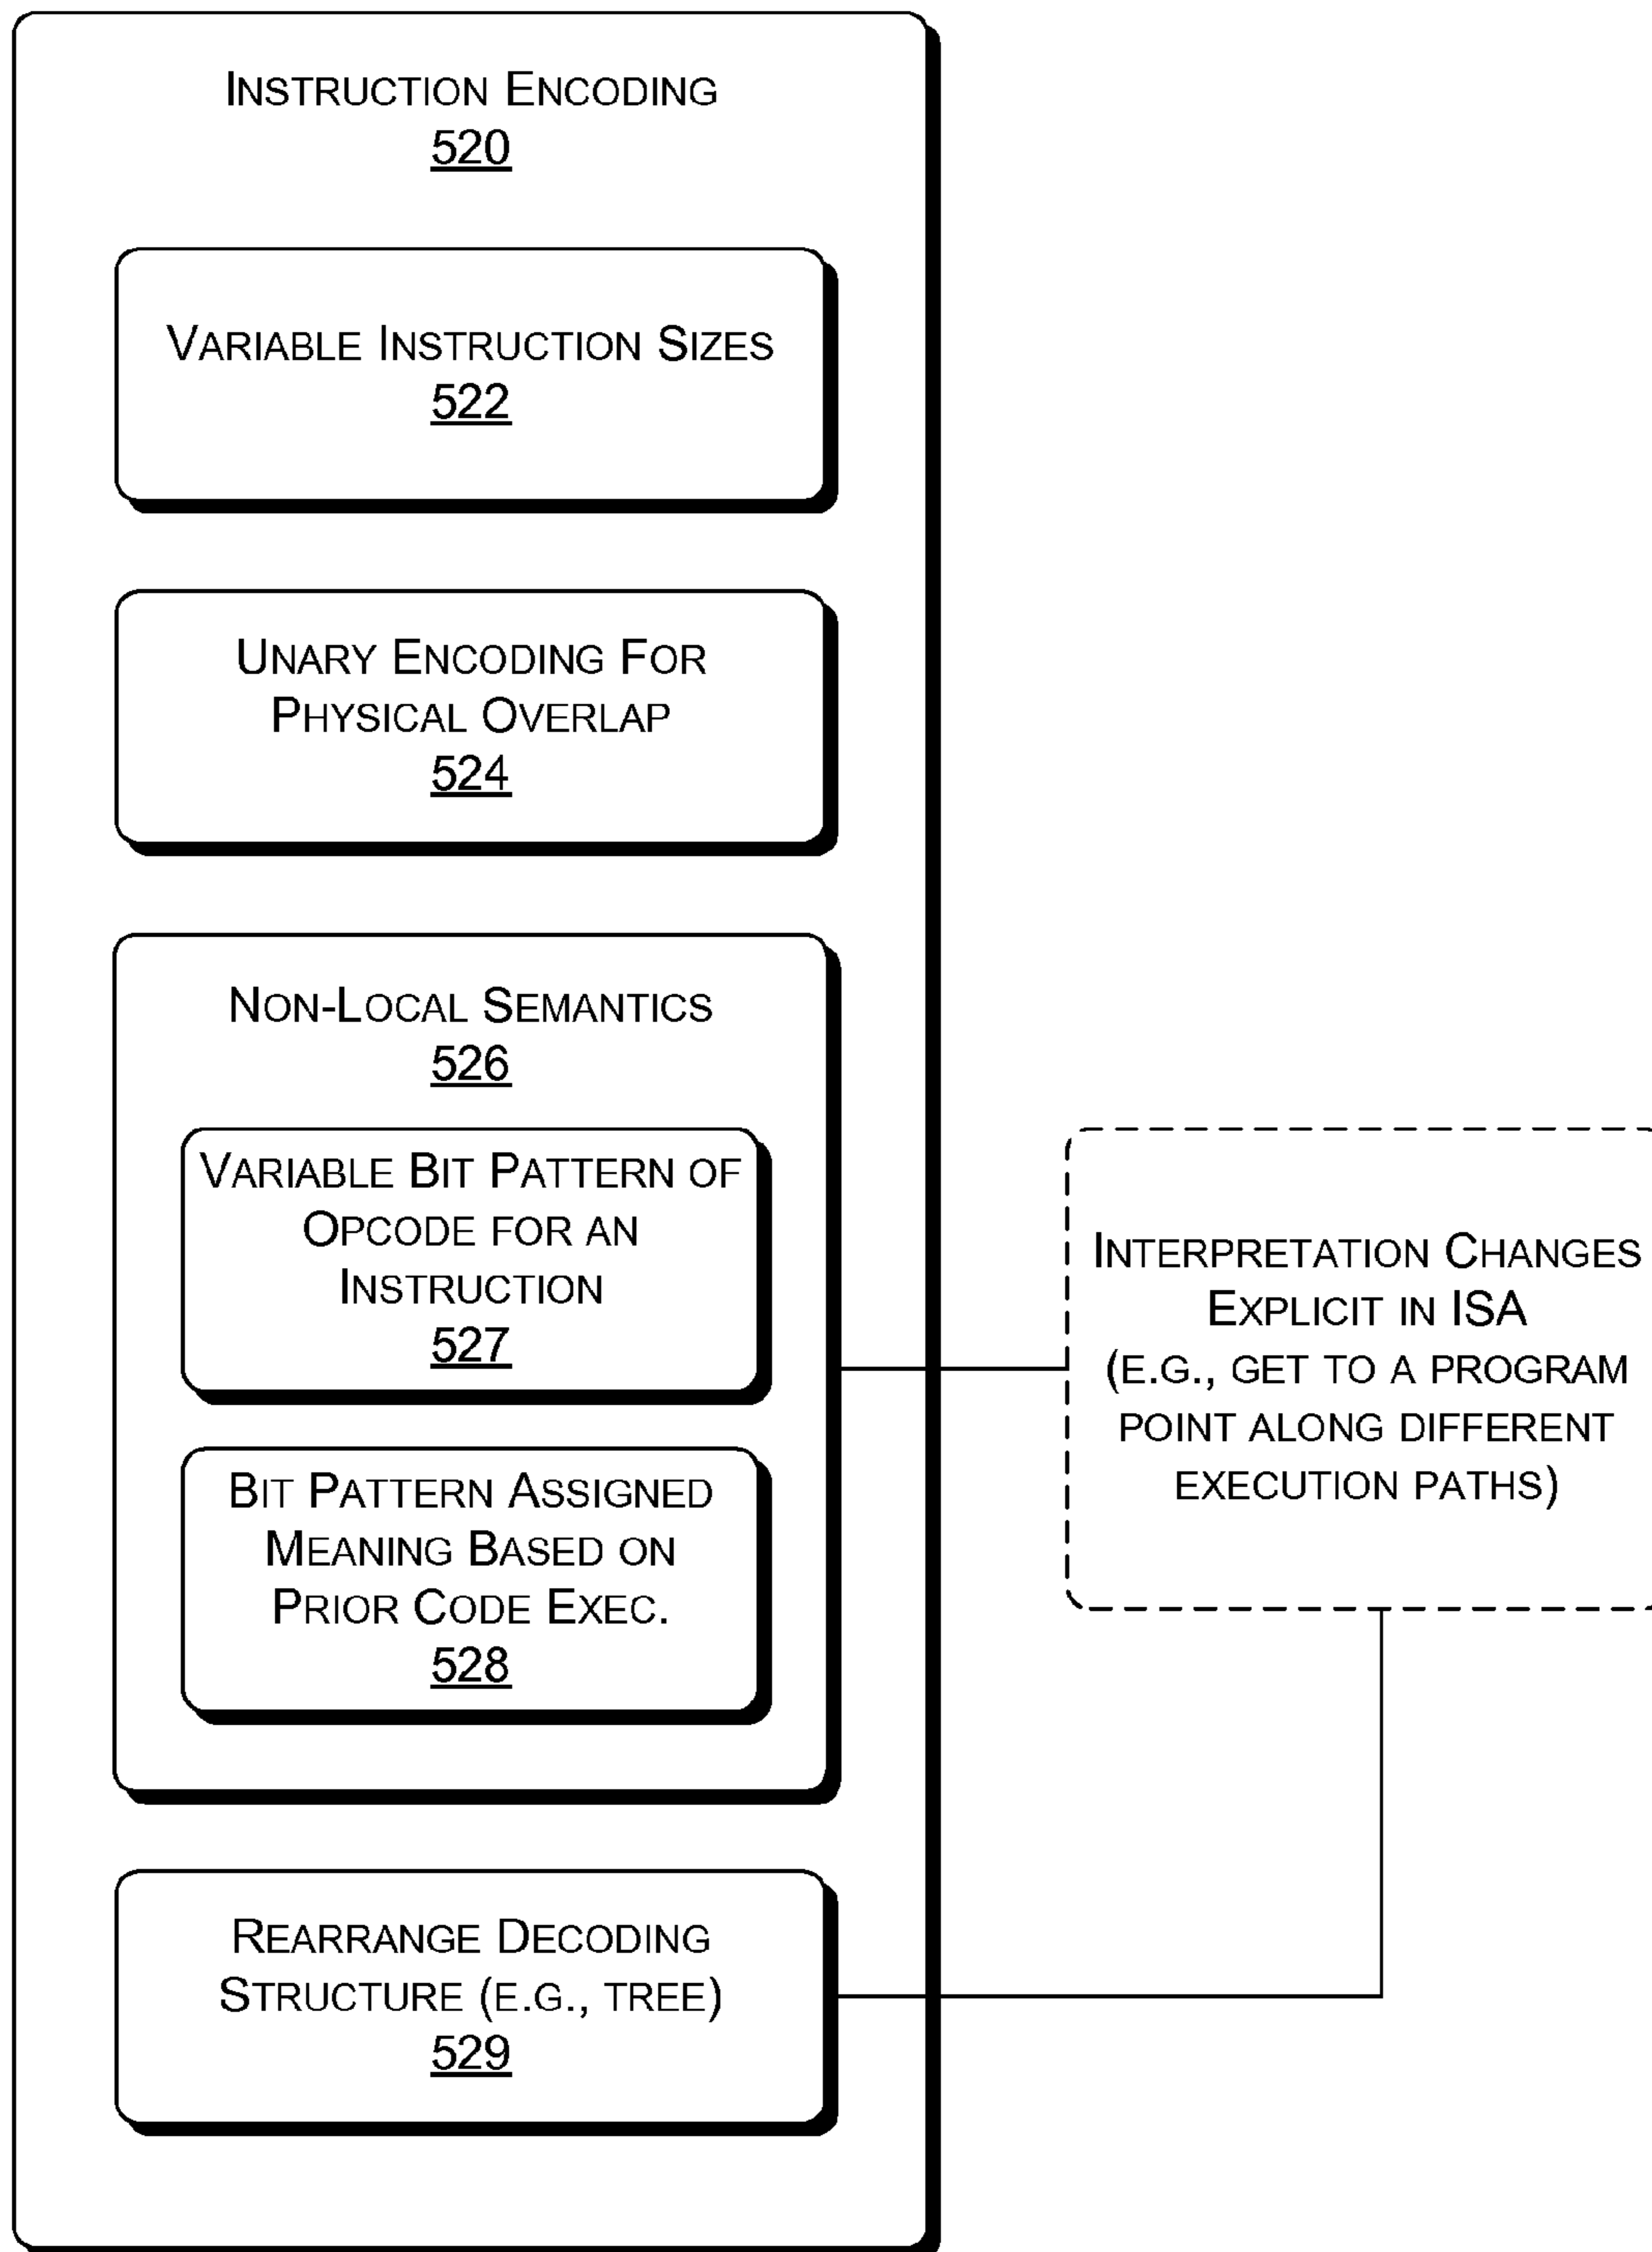 INSTRUCTION ENCODING
520
VARIABLE INSTRUCTION SIZES
522
UNARY ENCODING FOR
PHYSICAL OVERLAP
524
NON-LOCAL SEMANTICS
526
VARIABLE BIT PATTERN OF
OPCODE FOR AN
INSTRUCTION
527
BIT PATTERN ASSIGNED
MEANING BASED ON
PRIOR CODE EXEC.
528
REARRANGE DECODING
STRUCTURE (E.G., TREE)
529
INTERPRETATION CHANGES
EXPLICIT IN ISA
(E.G., GET TO A PROGRAM
POINT ALONG DIFFERENT
EXECUTION PATHS)